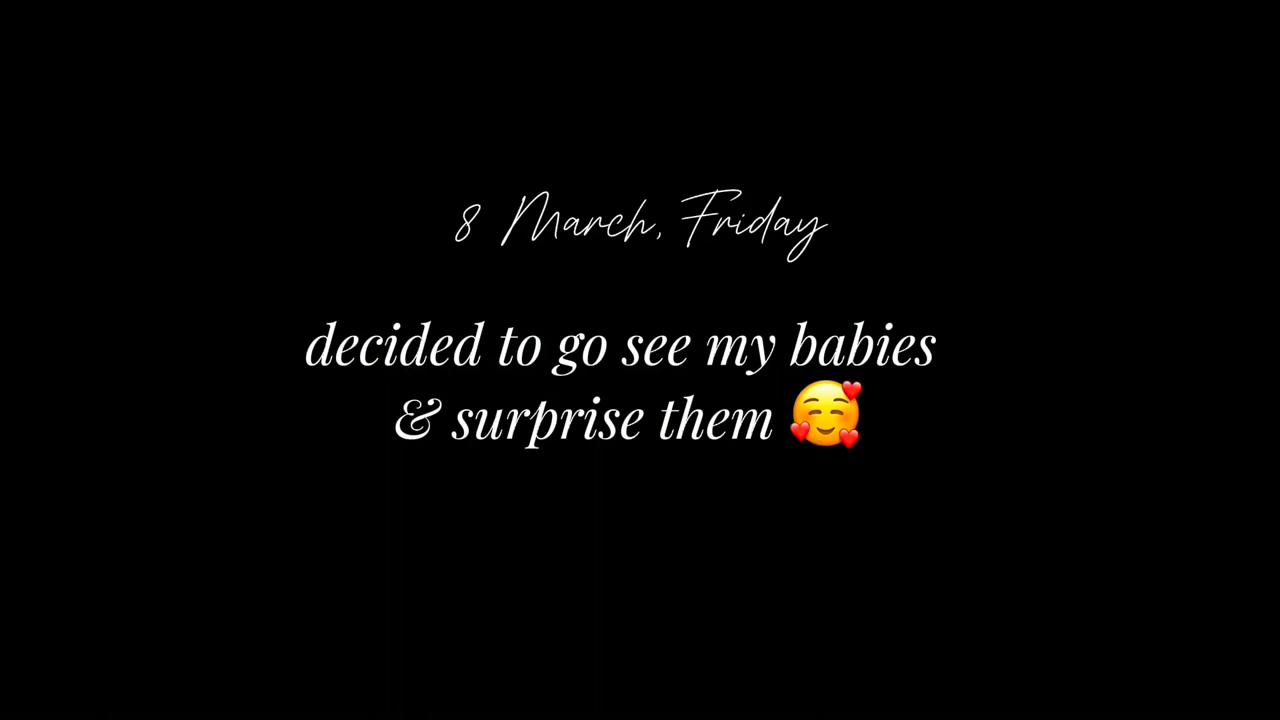 8 March, Friday
decided to go see my babies
& surprise them 🥰